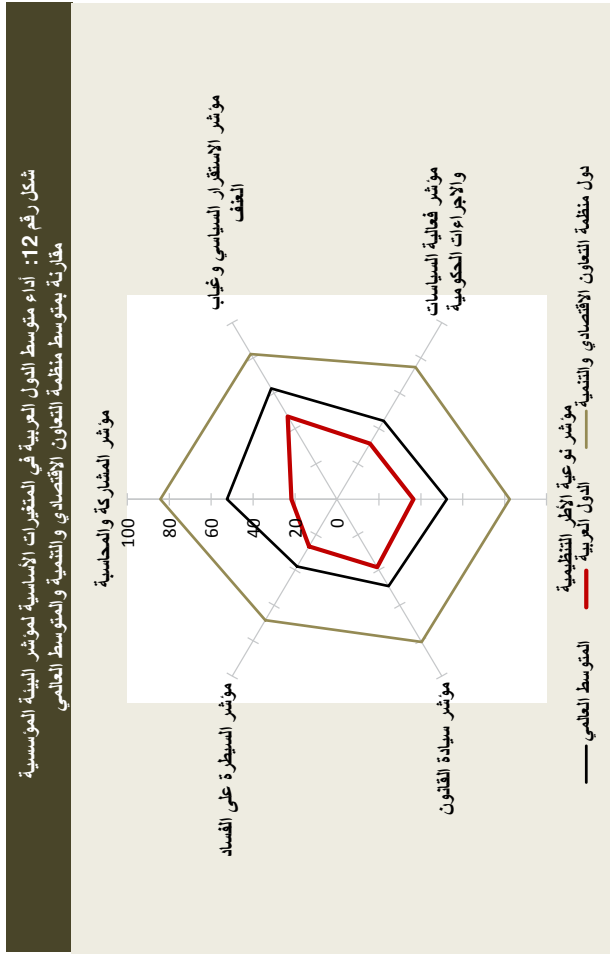 شكل رقم 12: أداء متوسط الدول العربية في المتغيرات الأساسية لمؤشر البيئة المؤسسية
مقارنة بمتوسط منظمة التعاون الاقتصادي والتنمية والمتوسط العالمي
مؤشر المشاركة والمحاسبة
100
80
60
40
20
0
مؤشر الاستقرار السياسي وغياب
العنف
مؤشر فعالية السياسات
والاجراءات الحكومية
مؤشر نوعية الأطر التنظيمية
مؤشر سيادة القانون
مؤشر السيطرة على الفساد
المتوسط العالمي
الدول العربية
دول منظمة التعاون الاقتصادي والتنمية